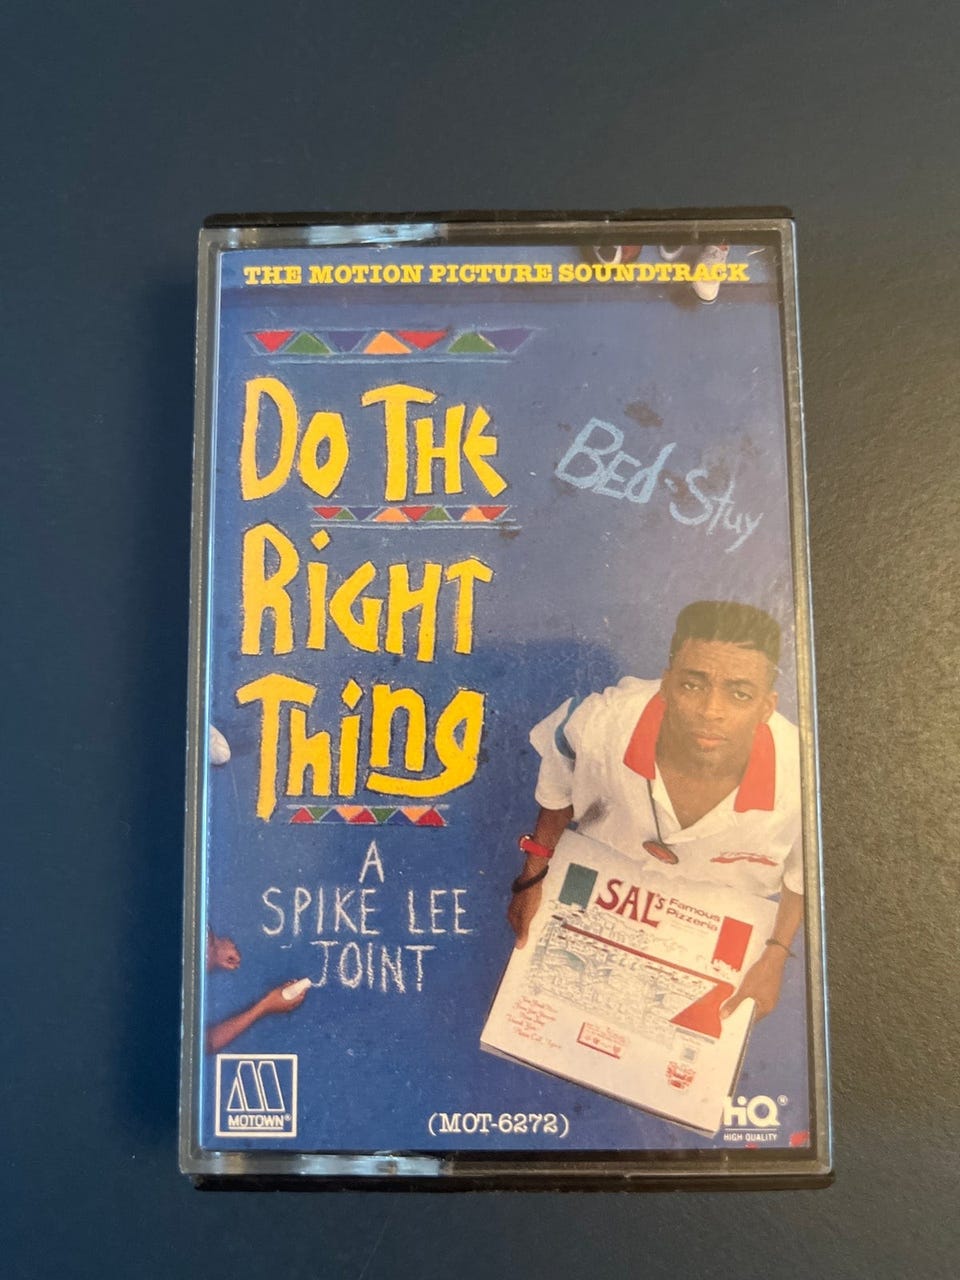 THE MOTION PICTURE SOUNDTRACK
DO THE
RIGHT
THING
BED-STUY
A
SPIKE LEE
JOINT
SAL'S Famous
Pizzeria
MOTOWN®
(MOT-6272)
HiQ
HIGH QUALITY